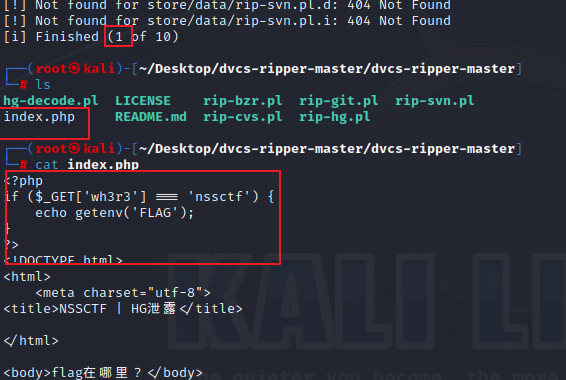 [!] Not found for store/data/rip-svn.pl.d: 404 Not Found
[!] Not found for store/data/rip-svn.pl.i: 404 Not Found
[i] Finished (1 of 10)
┌──(root㉿kali)-[~/Desktop/dvcs-ripper-master/dvcs-ripper-master]
└─# ls
hg-decode.pl LICENSE rip-bzr.pl rip-git.pl rip-svn.pl
index.php README.md rip-cvs.pl rip-hg.pl
┌──(root㉿kali)-[~/Desktop/dvcs-ripper-master/dvcs-ripper-master]
└─# cat index.php
<?php
if ($_GET['wh3r3'] === 'nssctf') {
echo getenv('FLAG');
}
?>
<!DOCTYPE html>
<html>
<meta charset="utf-8">
<title>NSSCTF | HG泄露</title>
</html>
<body>flag在哪里？</body>
KALI LI
the quieter you become, the more